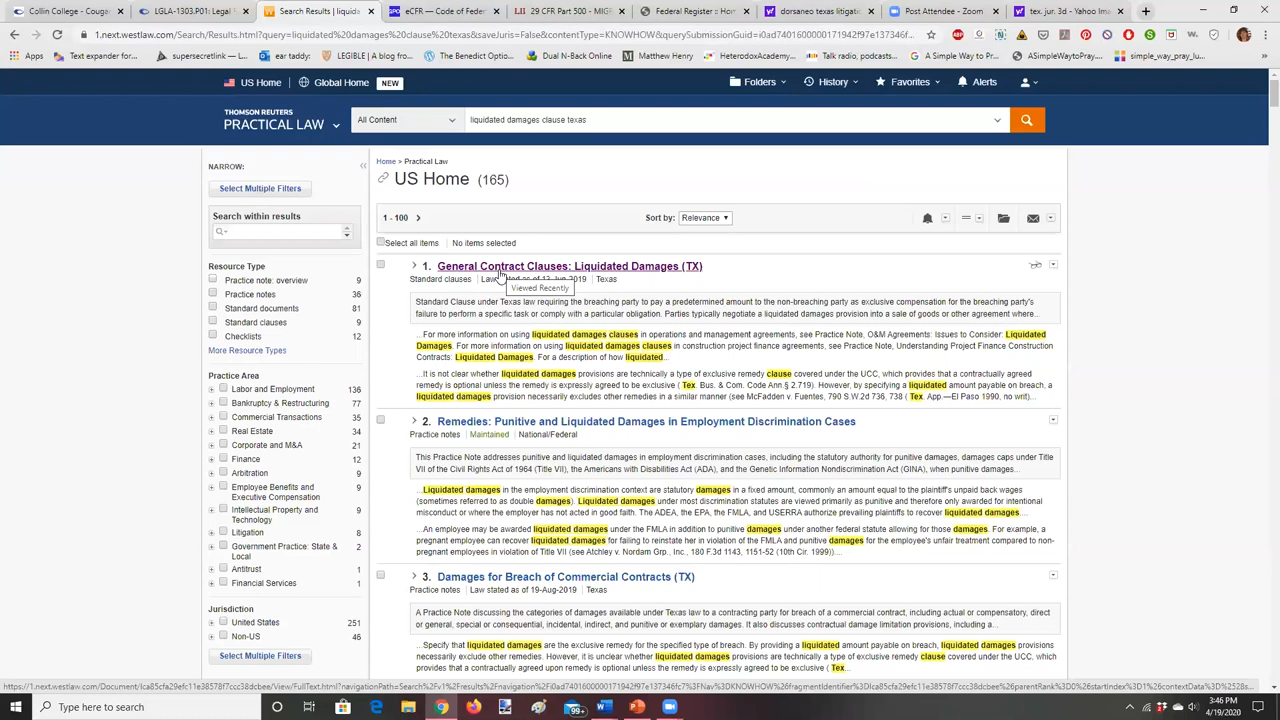 Collin College - Cours
LGLA-1303.P01: Legal
Search Results | liquida
eCFR — Code of Feder
LII 29 CFR Part 500 - MIG
lexis advance - Yahoo
dorsaneo texas litigatio
tex. jur. 3d - Yahoo Ima
1.next.westlaw.com/Search/Results.html?query=liquidated%20damages%20clause%20texas&saveJuris=False&contentType=KNOWHOW&querySubmissionGuid=i0ad7401600000171942f97e137346fc7...
Apps
Text expander for...
supersecretlink — L...
LEGIBLE | A blog fro...
The Benedict Optio...
Double Black-Book...
Matthew Henry
HeterodoxAcademy...
Talk radio, podcasts...
A Simple Way to Pr...
simple_way_pray_lu...
US Home
Global Home
NEW
Folders
History
Favorites
Alerts
THOMSON REUTERS
PRACTICAL LAW
All Content
liquidated damages clause texas
NARROW:
Select Multiple Filters
Search within results
Resource Type
Practice note: overview 9
Practice notes 36
Standard documents 81
Standard clauses 9
Checklists 12
More Resource Types
Practice Area
Labor and Employment 136
Bankruptcy & Restructuring 77
Commercial Transactions 35
Real Estate 34
Corporate and M&A 21
Finance 12
Arbitration 9
Employee Benefits and 9
Executive Compensation
Intellectual Property and 9
Technology
Litigation 8
Government Practice: State & 2
Local
Antitrust 1
Financial Services 1
Jurisdiction
United States 251
Non-US 46
Select Multiple Filters
Home > Practical Law
US Home (165)
1 - 100
Sort by: Relevance
Select all items
No items selected
1. General Contract Clauses: Liquidated Damages (TX)
Standard clauses | Law stated as of 13-Jun-2019 | Texas
Viewed Recently
Standard Clause under Texas law requiring the breaching party to pay a predetermined amount to the non-breaching party as exclusive compensation for the breaching party's
failure to perform a specific task or comply with a particular obligation. Parties typically negotiate a liquidated damages provision into a sale of goods or other agreement where...
...For more information on using liquidated damages clauses in operations and management agreements, see Practice Note, O&M Agreements: Issues to Consider: Liquidated
Damages. For more information on using liquidated damages clauses in construction project finance agreements, see Practice Note, Understanding Project Finance Construction
Contracts: Liquidated Damages. For a description of how liquidated...
...It is not clear whether liquidated damages provisions are technically a type of exclusive remedy clause covered under the UCC, which provides that a contractually agreed
remedy is optional unless the remedy is expressly agreed to be exclusive ( Tex. Bus. & Com. Code Ann.§ 2.719). However, by specifying a liquidated amount payable on breach, a
liquidated damages provision necessarily excludes other remedies in a similar manner (see McFadden v. Fuentes, 790 S.W.2d 736, 738 ( Tex. App.—El Paso 1990, no writ)...
2. Remedies: Punitive and Liquidated Damages in Employment Discrimination Cases
Practice notes | Maintained | National/Federal
This Practice Note addresses punitive and liquidated damages in employment discrimination cases, including the statutory authority for punitive damages, damages caps under Title
VII of the Civil Rights Act of 1964 (Title VII), the Americans with Disabilities Act (ADA), and the Genetic Information Nondiscrimination Act (GINA), when punitive damages...
...Liquidated damages in the employment discrimination context are statutory damages in a fixed amount, commonly an amount equal to the plaintiff's unpaid back wages
(sometimes referred to as double damages). Liquidated damages under most discrimination statutes are viewed primarily as punitive and therefore only awarded for intentional
misconduct or where the employer has not acted in good faith. The ADEA, the EPA, the FMLA, and USERRA authorize prevailing plaintiffs to recover liquidated damages....
...An employee may be awarded liquidated damages under the FMLA in addition to punitive damages under another federal statute allowing for those damages. For example, a
pregnant employee can recover liquidated damages for failing to reinstate her in violation of the FMLA and punitive damages for the employee's unfair treatment compared to non-
pregnant employees in violation of Title VII (see Atchley v. Nordam Grp.. Inc., 180 F.3d 1143, 1151-52 (10th Cir. 1999))....
3. Damages for Breach of Commercial Contracts (TX)
Practice notes | Law stated as of 19-Aug-2019 | Texas
A Practice Note discussing the categories of damages available under Texas law to a contracting party for breach of a commercial contract, including actual or compensatory, direct
or general, special or consequential, incidental, indirect, and punitive or exemplary damages. It also discusses contractual damage limitation provisions, including a...
...Specify that liquidated damages are the exclusive remedy for the specified type of breach. By providing a liquidated amount payable on breach, liquidated damages provisions
necessarily exclude other remedies. However, it is unclear whether liquidated damages provisions are technically a type of exclusive remedy clause covered under the UCC, which
provides that a contractually agreed upon remedy is optional unless the remedy is expressly agreed to be exclusive ( Tex...
Type here to search
99+
3:46 PM
4/19/2020